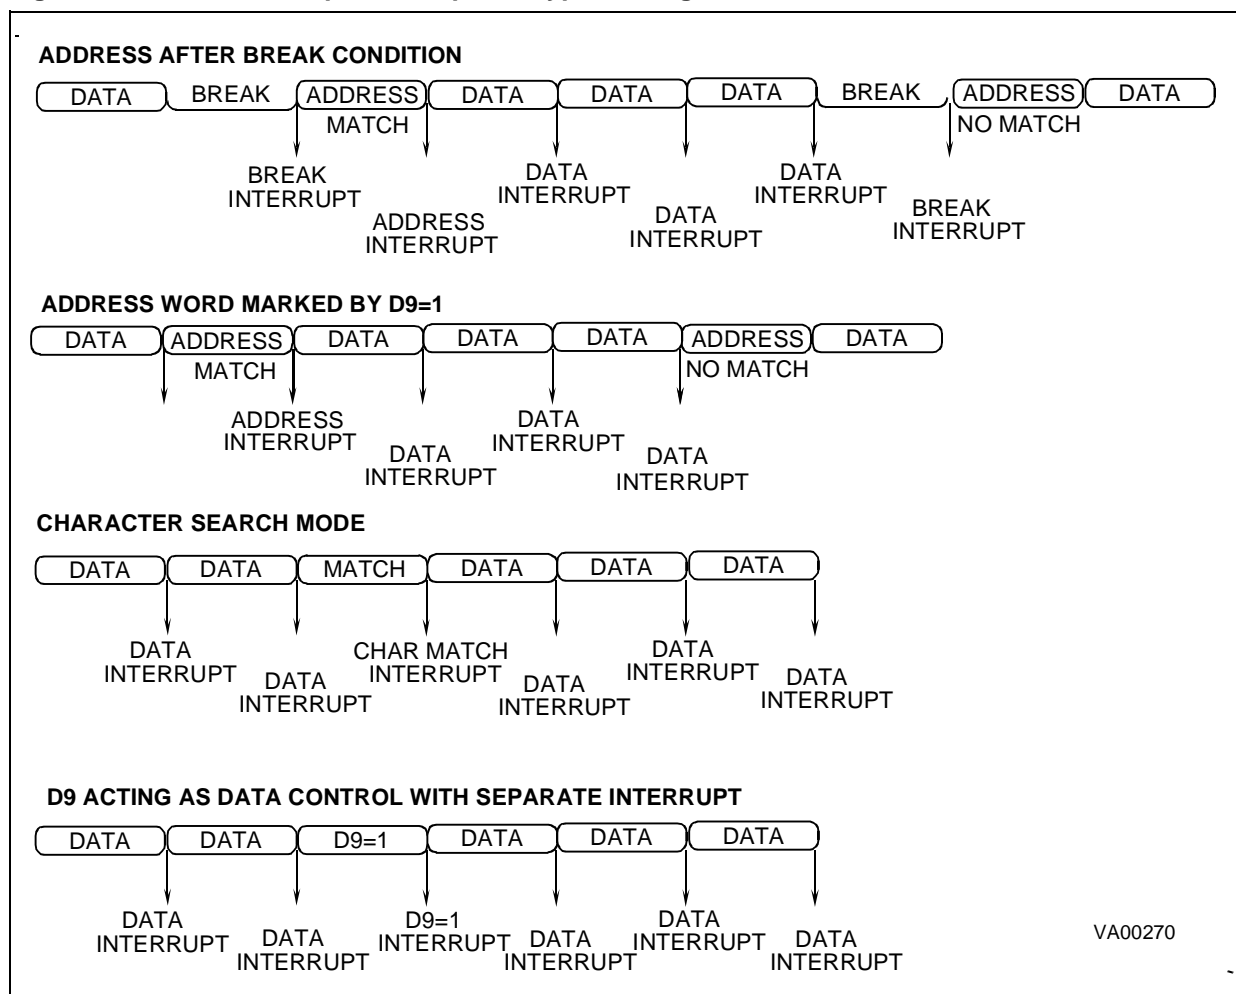 ADDRESS AFTER BREAK CONDITION
DATA BREAK ADDRESS DATA DATA DATA BREAK ADDRESS DATA
MATCH NO MATCH
BREAK INTERRUPT
ADDRESS INTERRUPT
DATA INTERRUPT
DATA INTERRUPT
DATA INTERRUPT
BREAK INTERRUPT
ADDRESS WORD MARKED BY D9=1
DATA ADDRESS DATA DATA DATA ADDRESS DATA
MATCH NO MATCH
ADDRESS INTERRUPT
DATA INTERRUPT
DATA INTERRUPT
DATA INTERRUPT
CHARACTER SEARCH MODE
DATA DATA MATCH DATA DATA DATA
DATA INTERRUPT
DATA INTERRUPT
CHAR MATCH INTERRUPT
DATA INTERRUPT
DATA INTERRUPT
DATA INTERRUPT
D9 ACTING AS DATA CONTROL WITH SEPARATE INTERRUPT
DATA DATA D9=1 DATA DATA DATA
DATA INTERRUPT
DATA INTERRUPT
D9=1 INTERRUPT
DATA INTERRUPT
DATA INTERRUPT
DATA INTERRUPT
VA00270